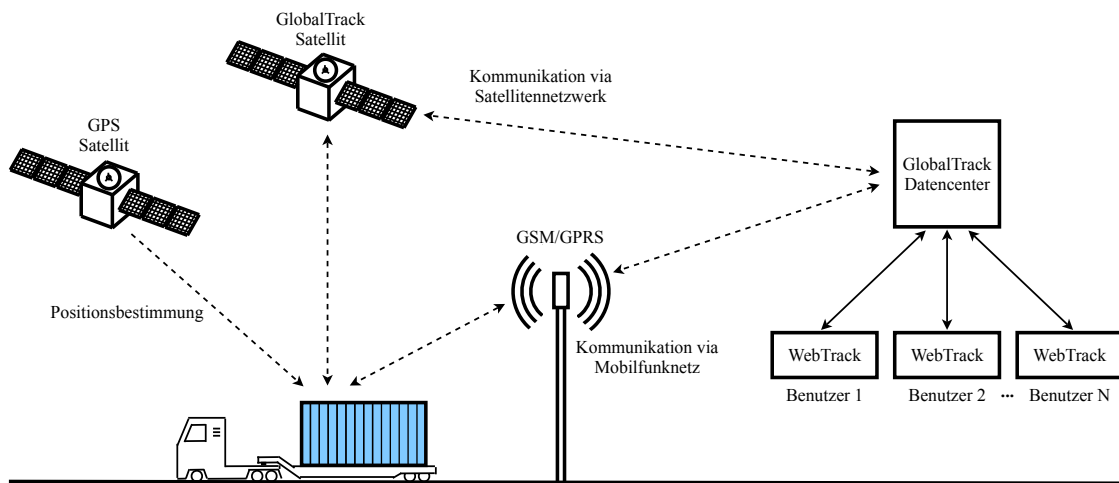 GlobalTrack
Satellit
Kommunikation via
Satellitennetzwerk
GPS
Satellit
GlobalTrack
Datencenter
GSM/GPRS
Positionsbestimmung
Kommunikation via
Mobilfunknetz
WebTrack
WebTrack
WebTrack
Benutzer 1
Benutzer 2
...
Benutzer N